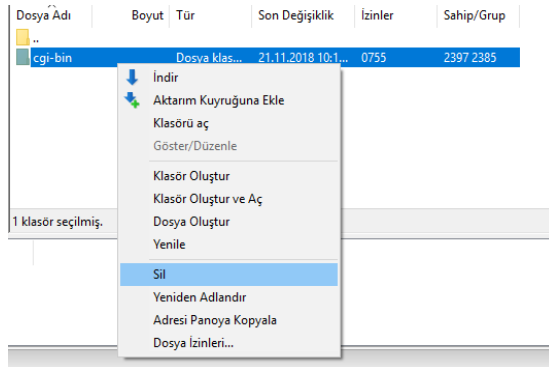 Dosya Adı Boyut Tür Son Değişiklik İzinler Sahip/Grup
..
cgi-bin Dosya klas... 21.11.2018 10:1... 0755 2397 2385
İndir
Aktarım Kuyruğuna Ekle
Klasörü aç
Göster/Düzenle
Klasör Oluştur
Klasör Oluştur ve Aç
Dosya Oluştur
Yenile
1 klasör seçilmiş.
Sil
Yeniden Adlandır
Adresi Panoya Kopyala
Dosya İzinleri...